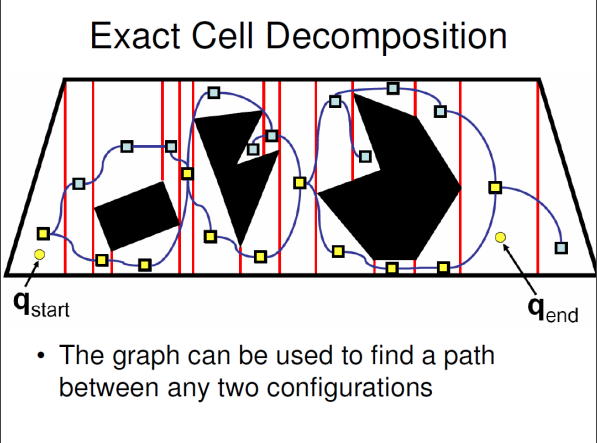 Exact Cell Decomposition
qstart
qend
• The graph can be used to find a path
between any two configurations